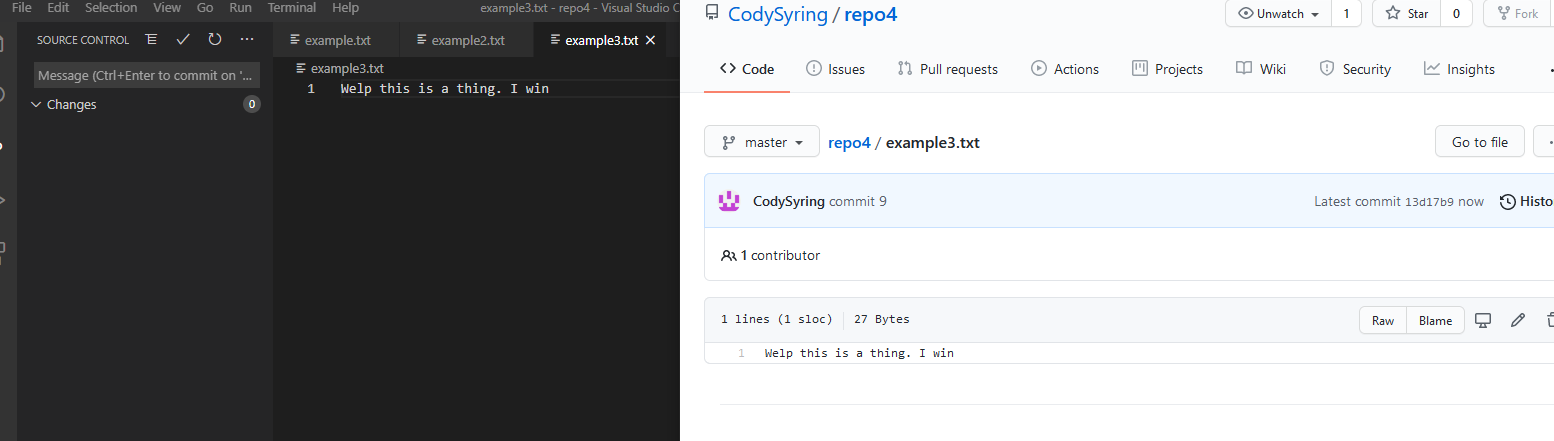 File Edit Selection View Go Run Terminal Help example3.txt - repo4 - Visual Studio C
SOURCE CONTROL
Message (Ctrl+Enter to commit on '...
Changes 0
example.txt example2.txt example3.txt
example3.txt
1 Welp this is a thing. I win
CodySyring / repo4
Unwatch 1 Star 0 Fork
Code Issues Pull requests Actions Projects Wiki Security Insights
master repo4 / example3.txt Go to file
CodySyring commit 9 Latest commit 13d17b9 now Histo
1 contributor
1 lines (1 sloc) 27 Bytes Raw Blame
1 Welp this is a thing. I win